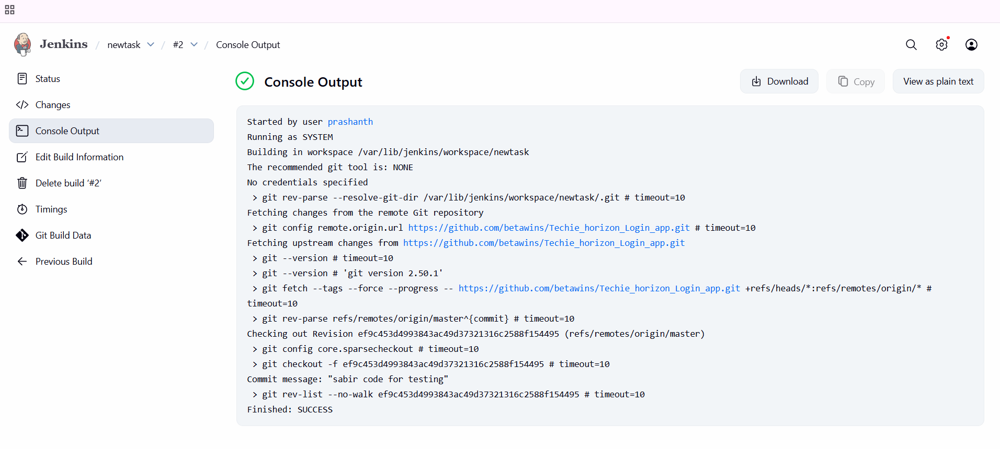 Jenkins / newtask / #2 / Console Output
Status
Changes
Console Output
Edit Build Information
Delete build ‘#2’
Timings
Git Build Data
Previous Build
Console Output
Download
Copy
View as plain text
Started by user prashanth
Running as SYSTEM
Building in workspace /var/lib/jenkins/workspace/newtask
The recommended git tool is: NONE
No credentials specified
 > git rev-parse --resolve-git-dir /var/lib/jenkins/workspace/newtask/.git # timeout=10
Fetching changes from the remote Git repository
 > git config remote.origin.url https://github.com/betawins/Techie_horizon_Login_app.git # timeout=10
Fetching upstream changes from https://github.com/betawins/Techie_horizon_Login_app.git
 > git --version # timeout=10
 > git --version # 'git version 2.50.1'
 > git fetch --tags --force --progress -- https://github.com/betawins/Techie_horizon_Login_app.git +refs/heads/*:refs/remotes/origin/* #
timeout=10
 > git rev-parse refs/remotes/origin/master^{commit} # timeout=10
Checking out Revision ef9c453d4993843ac49d37321316c2588f154495 (refs/remotes/origin/master)
 > git config core.sparsecheckout # timeout=10
 > git checkout -f ef9c453d4993843ac49d37321316c2588f154495 # timeout=10
Commit message: "sabir code for testing"
 > git rev-list --no-walk ef9c453d4993843ac49d37321316c2588f154495 # timeout=10
Finished: SUCCESS